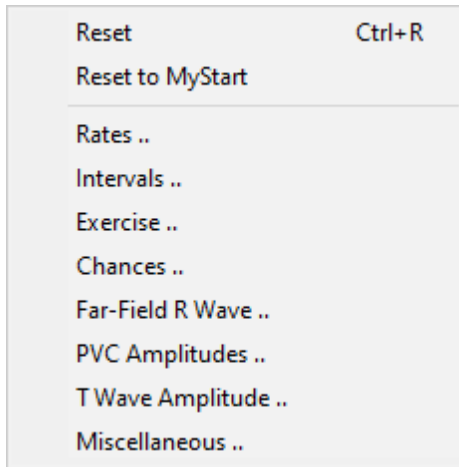 Reset Ctrl+R
Reset to MyStart
Rates ..
Intervals ..
Exercise ..
Chances ..
Far-Field R Wave ..
PVC Amplitudes ..
T Wave Amplitude ..
Miscellaneous ..